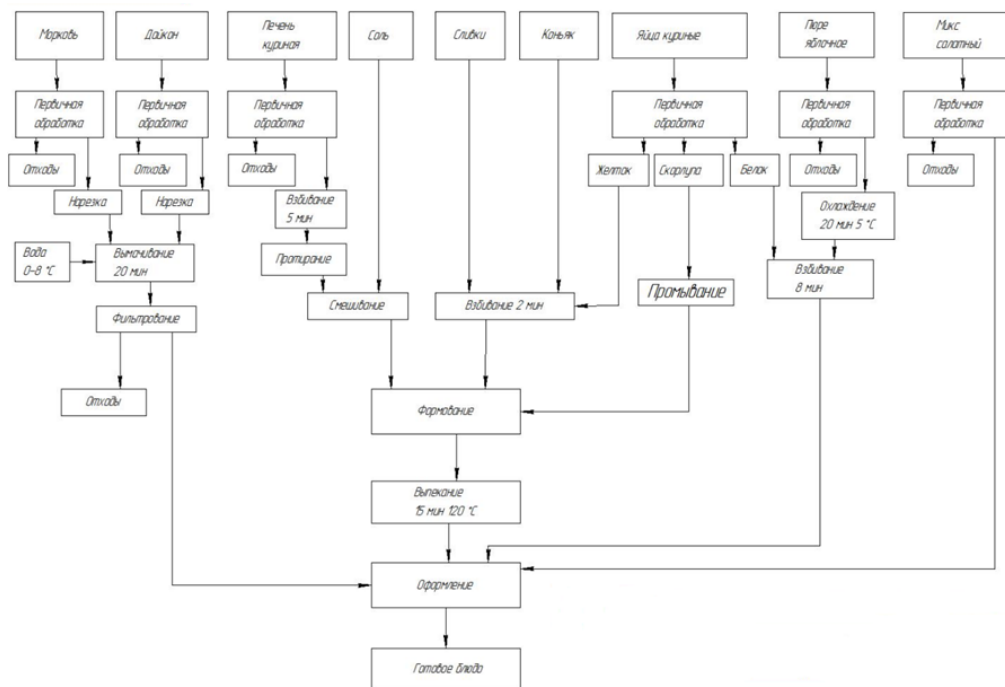 Морковь
Дайкан
Печень
куриная
Соль
Сливки
Коньяк
Яйца куриные
Пюре
яблочное
Микс
салатный
Первичная
обработка
Первичная
обработка
Первичная
обработка
Первичная
обработка
Первичная
обработка
Первичная
обработка
Отходы
Отходы
Отходы
Желток
Скорлупа
Белок
Отходы
Отходы
Нарезка
Нарезка
Взбивание
5 мин
Охлаждение
20 мин 5 °С
Вода
0-8 °С
Вымачивание
20 мин
Протирание
Взбивание
8 мин
Промывание
Смешивание
Взбивание 2 мин
Фильтрование
Отходы
Формование
Выпекание
15 мин 120 °С
Оформление
Готовое блюдо